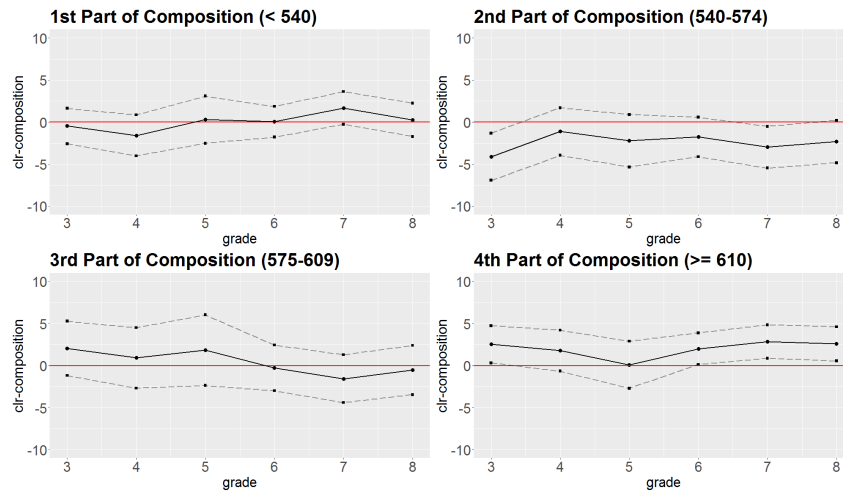 1st Part of Composition (< 540)
10
5
0
-5
-10
clr-composition
3 4 5 6 7 8
grade
2nd Part of Composition (540-574)
10
5
0
-5
-10
clr-composition
3 4 5 6 7 8
grade
3rd Part of Composition (575-609)
10
5
0
-5
-10
clr-composition
3 4 5 6 7 8
grade
4th Part of Composition (>= 610)
10
5
0
-5
-10
clr-composition
3 4 5 6 7 8
grade